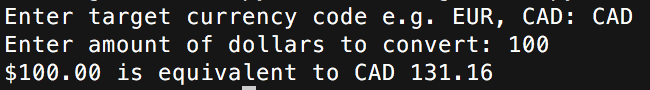 Enter target currency code e.g. EUR, CAD: CAD
Enter amount of dollars to convert: 100
$100.00 is equivalent to CAD 131.16